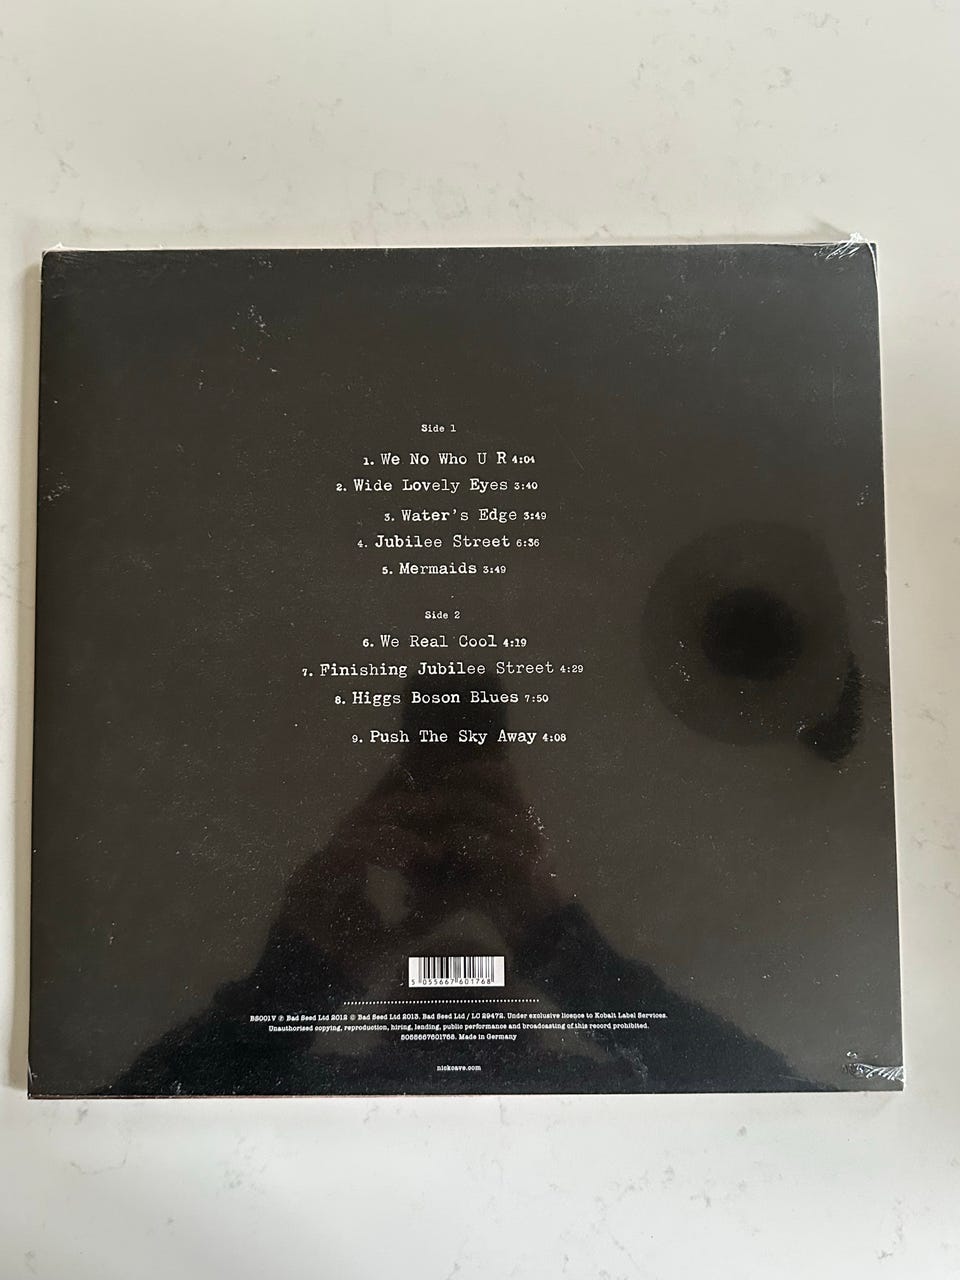 Side 1
1. We No Who U R 4:04
2. Wide Lovely Eyes 3:40
3. Water's Edge 3:49
4. Jubilee Street 6:36
5. Mermaids 3:49
Side 2
6. We Real Cool 4:19
7. Finishing Jubilee Street 4:29
8. Higgs Boson Blues 7:50
9. Push The Sky Away 4:08
5 055667 601768
BS001V ℗ Bad Seed Ltd 2012 © Bad Seed Ltd 2013. Bad Seed Ltd / LC 29472. Under exclusive licence to Kobalt Label Services.
Unauthorised copying, reproduction, hiring, lending, public performance and broadcasting of this record prohibited.
5055667601768. Made in Germany
nickcave.com